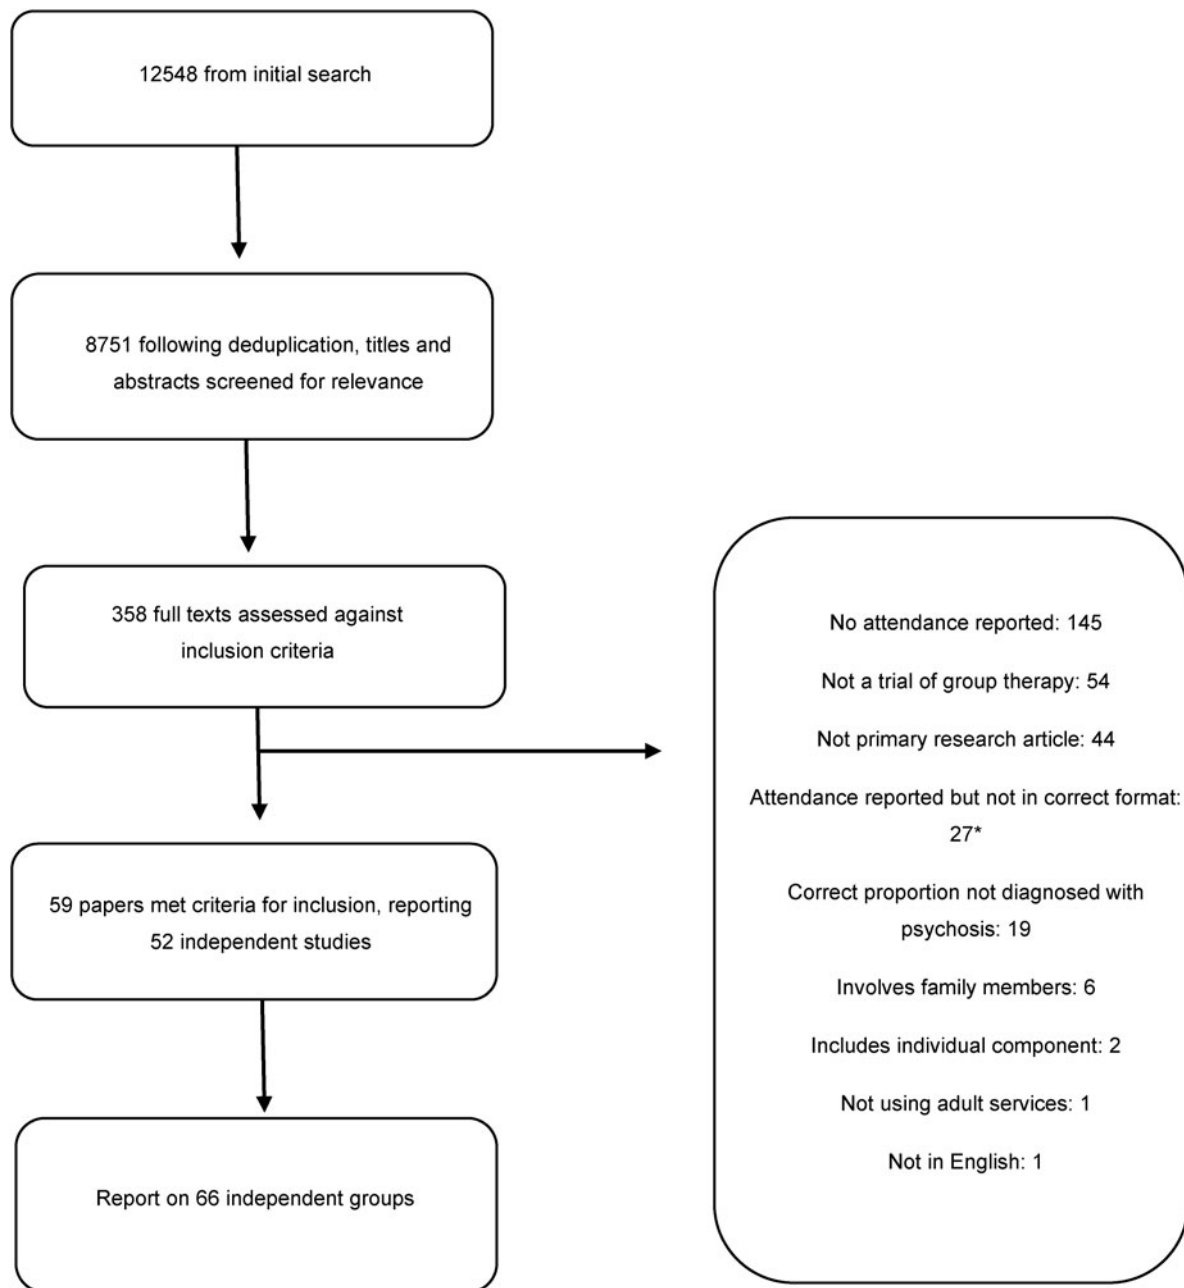 12548 from initial search
8751 following deduplication, titles and
abstracts screened for relevance
358 full texts assessed against
inclusion criteria
No attendance reported: 145
Not a trial of group therapy: 54
Not primary research article: 44
Attendance reported but not in correct format:
27*
Correct proportion not diagnosed with
psychosis: 19
Involves family members: 6
Includes individual component: 2
Not using adult services: 1
Not in English: 1
59 papers met criteria for inclusion, reporting
52 independent studies
Report on 66 independent groups